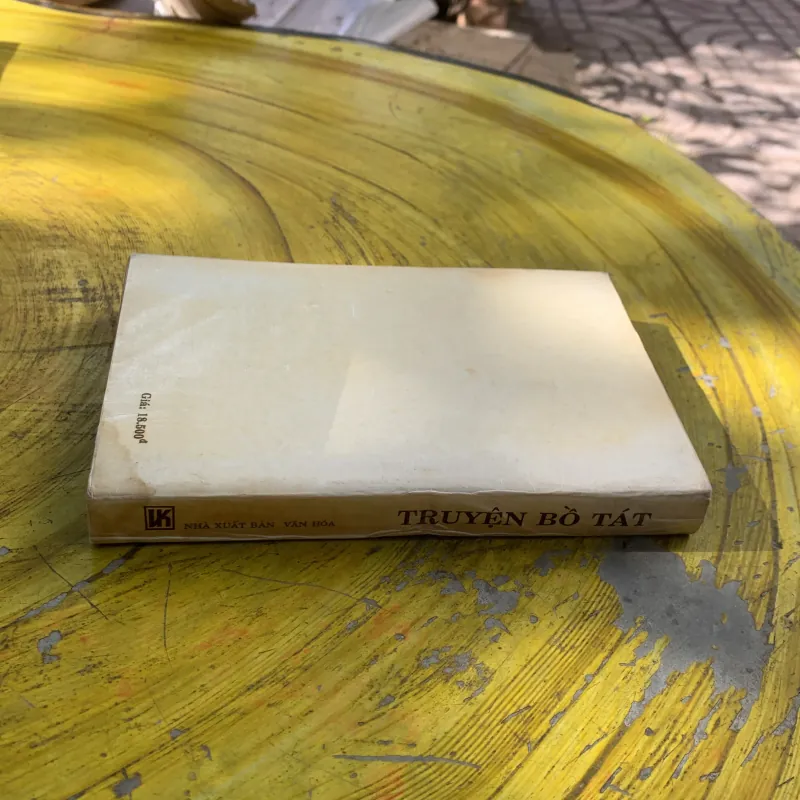 Giá: 18.500đ
NHÀ XUẤT BẢN VĂN HÓA
TRUYỆN BỒ TÁT